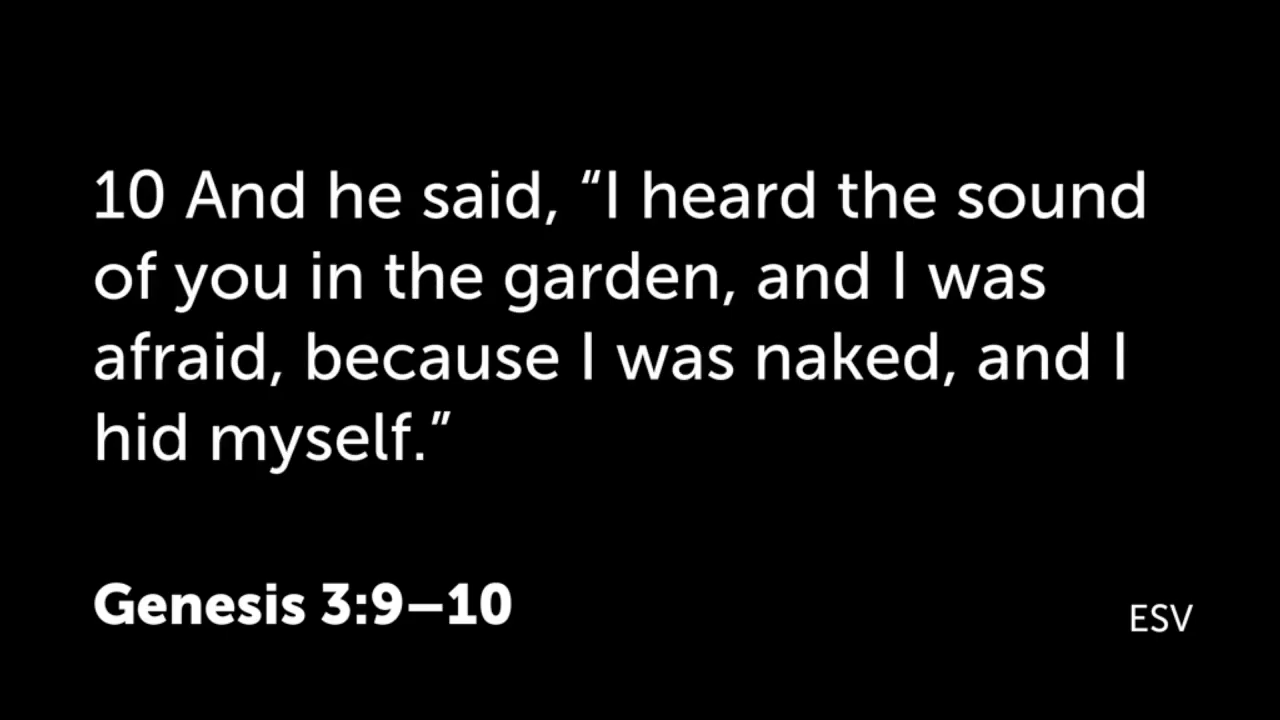 10 And he said, “I heard the sound
of you in the garden, and I was
afraid, because I was naked, and I
hid myself.”
Genesis 3:9–10
ESV